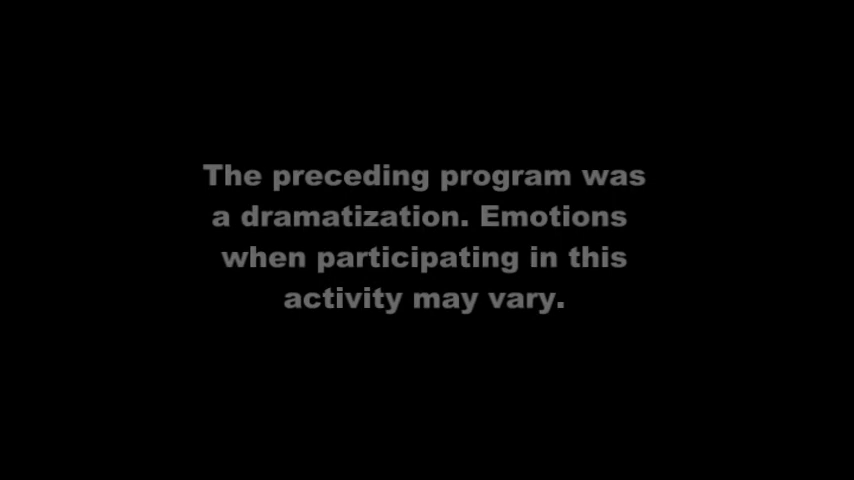 The preceding program was
a dramatization. Emotions
when participating in this
activity may vary.